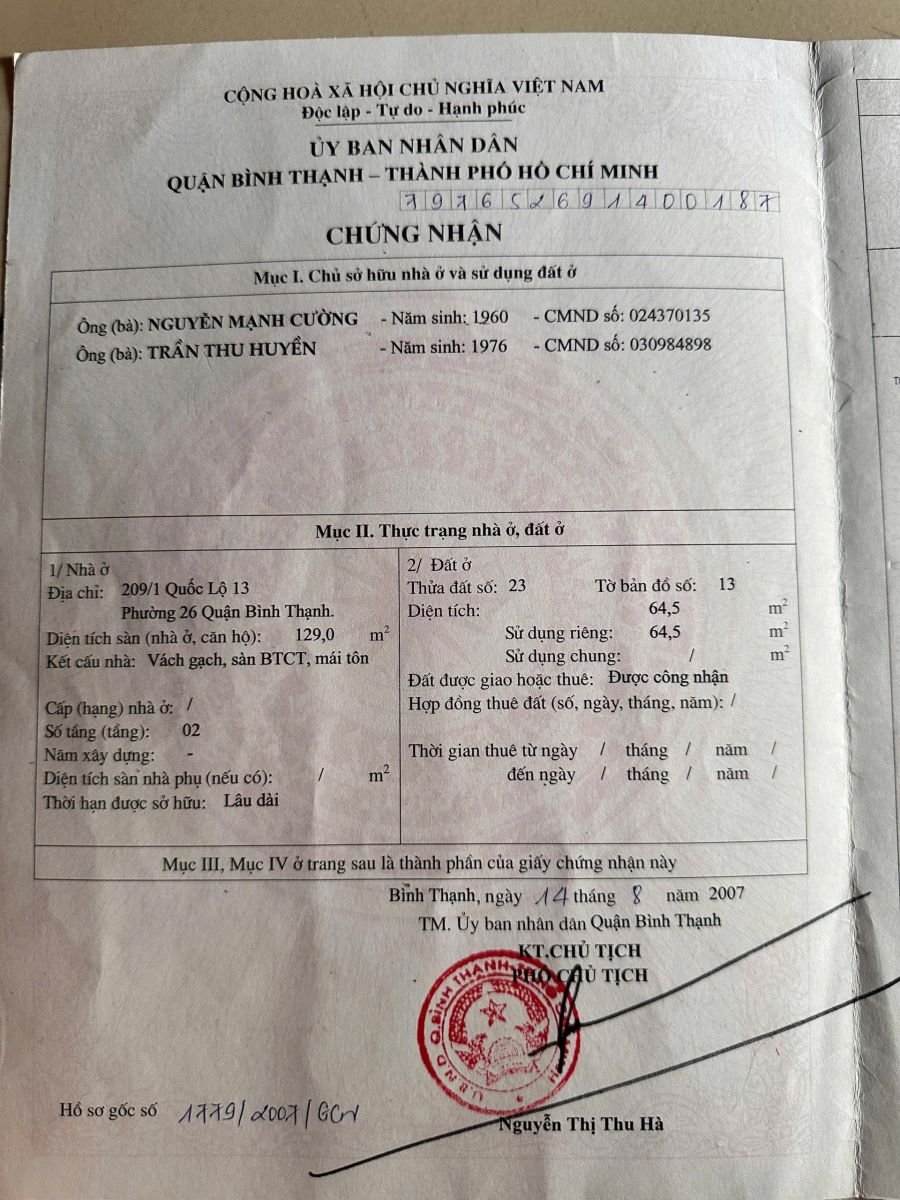 CỘNG HOÀ XÃ HỘI CHỦ NGHĨA VIỆT NAM
Độc lập - Tự do - Hạnh phúc
ỦY BAN NHÂN DÂN
QUẬN BÌNH THẠNH – THÀNH PHỐ HỒ CHÍ MINH
797652691400187
CHỨNG NHẬN
Mục I. Chủ sở hữu nhà ở và sử dụng đất ở
Ông (bà): NGUYỄN MẠNH CƯỜNG - Năm sinh: 1960 - CMND số: 024370135
Ông (bà): TRẦN THU HUYỀN - Năm sinh: 1976 - CMND số: 030984898
Mục II. Thực trạng nhà ở, đất ở
1/ Nhà ở
Địa chỉ: 209/1 Quốc Lộ 13
Phường 26 Quận Bình Thạnh.
Diện tích sàn (nhà ở, căn hộ): 129,0 m²
Kết cấu nhà: Vách gạch, sàn BTCT, mái tôn
Cấp (hạng) nhà ở: /
Số tầng (tầng): 02
Năm xây dựng: -
Diện tích sàn nhà phụ (nếu có): / m²
Thời hạn được sở hữu: Lâu dài
2/ Đất ở
Thửa đất số: 23 Tờ bản đồ số: 13
Diện tích: 64,5 m²
Sử dụng riêng: 64,5 m²
Sử dụng chung: / m²
Đất được giao hoặc thuê: Được công nhận
Hợp đồng thuê đất (số, ngày, tháng, năm): /
Thời gian thuê từ ngày / tháng / năm /
đến ngày / tháng / năm /
Mục III, Mục IV ở trang sau là thành phần của giấy chứng nhận này
Bình Thạnh, ngày 14 tháng 8 năm 2007
TM. Ủy ban nhân dân Quận Bình Thạnh
KT.CHỦ TỊCH
PHÓ CHỦ TỊCH
U.B.N.D Q.BÌNH THẠNH
Hồ sơ gốc số 1779/2007/GCN
Nguyễn Thị Thu Hà